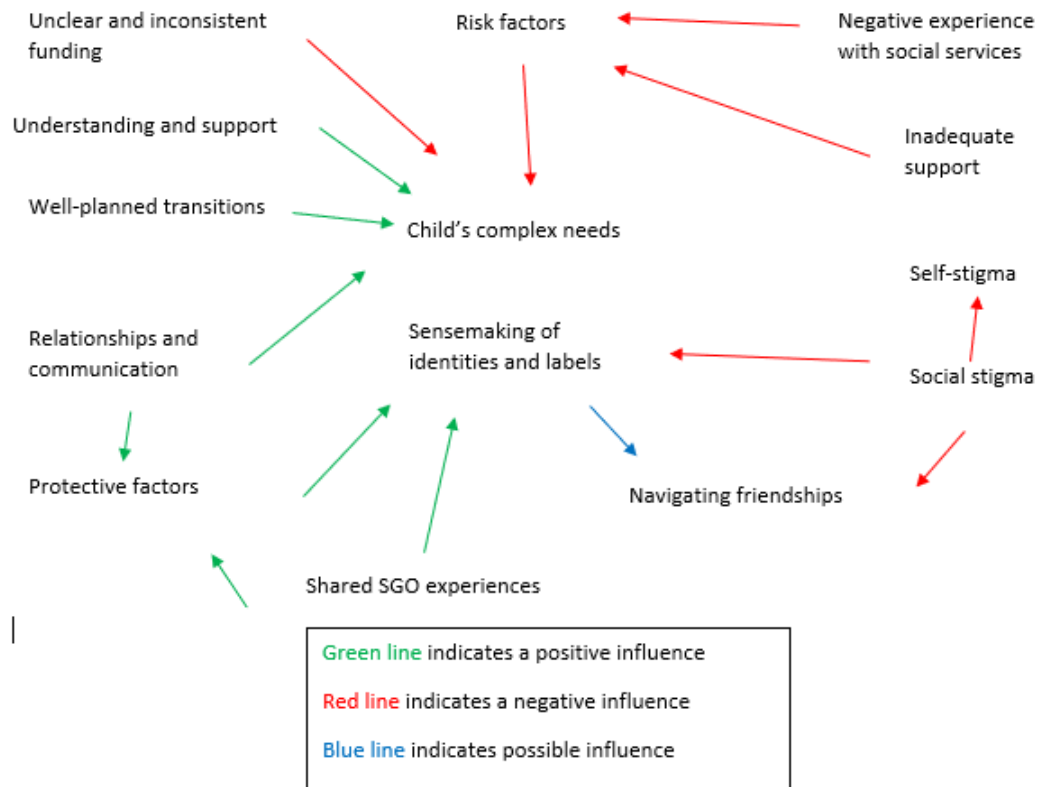 Unclear and inconsistent
funding
Risk factors
Negative experience
with social services
Understanding and support
Inadequate
support
Well-planned transitions
Child’s complex needs
Self-stigma
Relationships and
communication
Sensemaking of
identities and labels
Social stigma
Protective factors
Navigating friendships
Shared SGO experiences
Green line indicates a positive influence
Red line indicates a negative influence
Blue line indicates possible influence